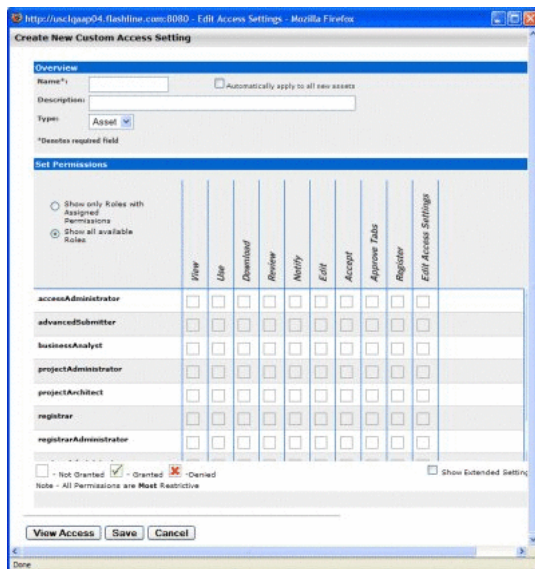 http://usclqaap04.flashline.com:8080 - Edit Access Settings - Mozilla Firefox
Create New Custom Access Setting
Overview
Name*:
Automatically apply to all new assets
Description:
Type: Asset
*Denotes required field
Set Permissions
Show only Roles with
Assigned
Permissions
Show all available
Roles
View
Use
Download
Review
Notify
Edit
Accept
Approve Tabs
Register
Edit Access Settings
accessAdministrator
advancedSubmitter
businessAnalyst
projectAdministrator
projectArchitect
registrar
registrarAdministrator
- Not Granted - Granted -Denied
Show Extended Setting
Note - All Permissions are Most Restrictive
View Access Save Cancel
Done